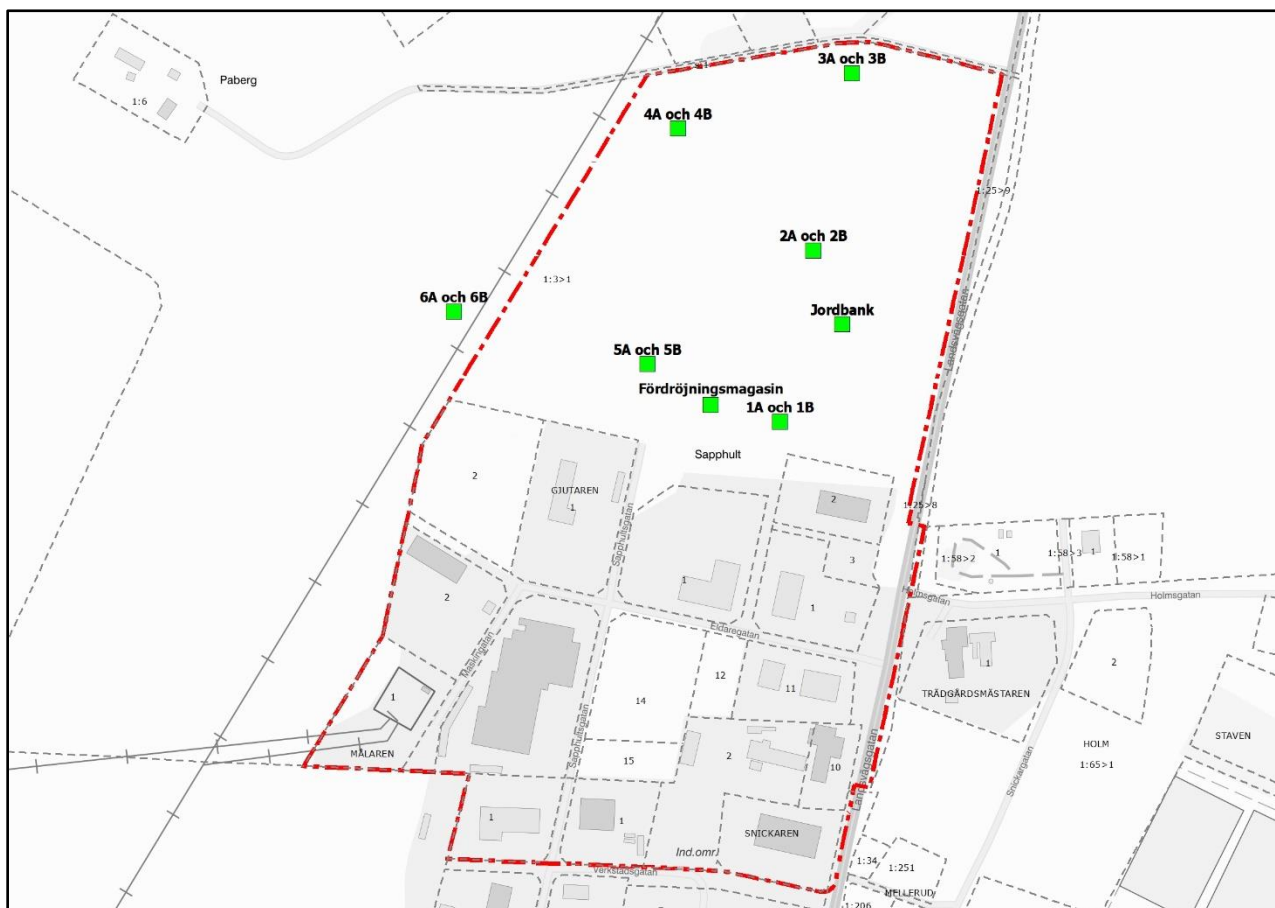 3A och 3B
Paberg
1:6
4A och 4B
1:25>9
2A och 2B
1:3>1
6A och 6B
Jordbank
Landsvägsgatan
5A och 5B
Fördröjningsmagasin
1A och 1B
Sapphult
2
GJUTAREN
1
Sapphultsgatan
2
1:25>8
1:58>2
1
1:58>3
1
1:58>1
3
2
1
1
Holmsgatan
Holmsgatan
Eldaregatan
Maskingatan
12
11
1
2
TRÄDGÅRDSMÄSTAREN
1
14
MÅLAREN
Sapphultsgatan
15
2
10
Landsvägsgatan
HOLM
1:65>1
STAVEN
Snickargatan
1
1
SNICKAREN
Ind.omr.
Verkstadsgatan
1:34
1:251
MELLERUD
1:206